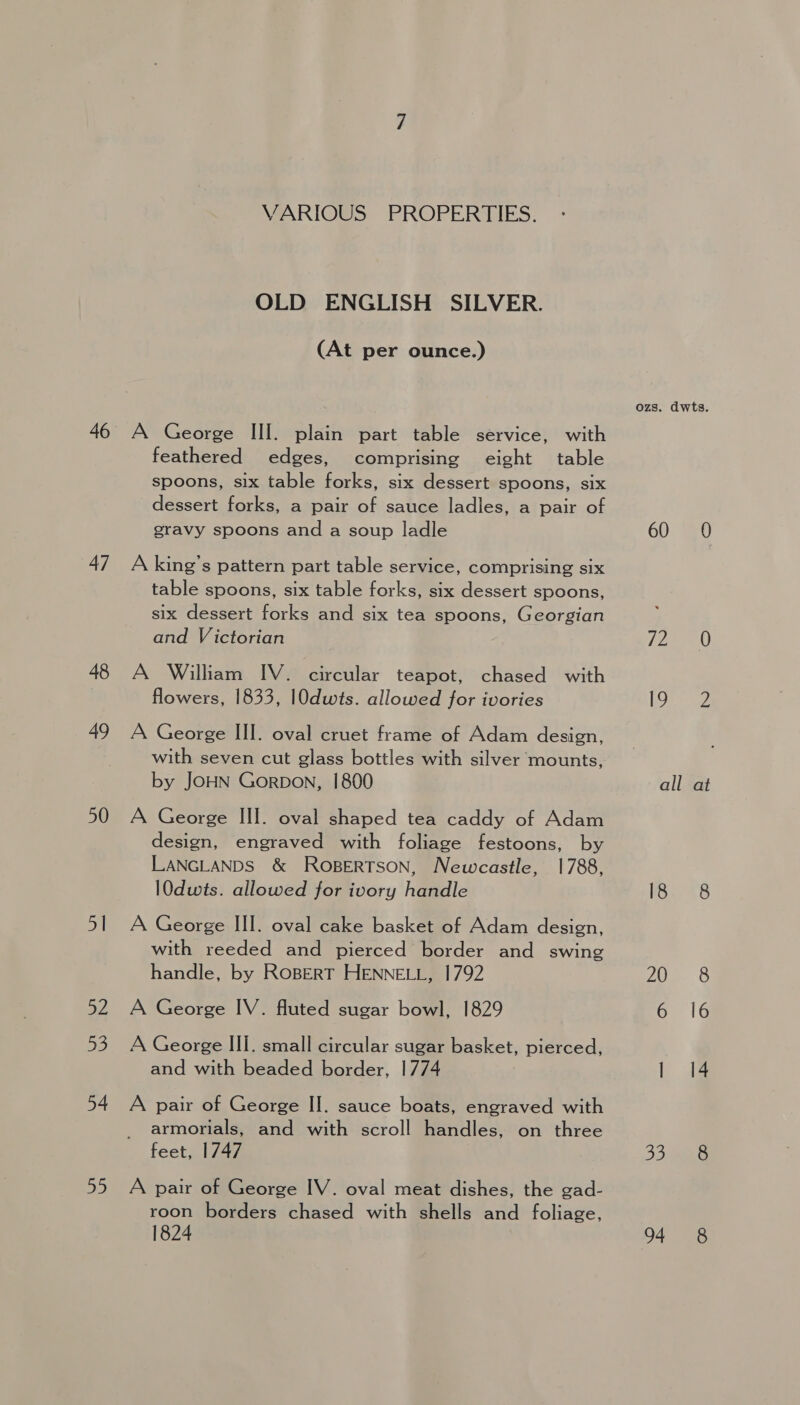 7
VARIOUS PROPERTIES.
OLD ENGLISH SILVER.
(At per ounce.)
ozs. dwts.
46 A George III. plain part table service, with
feathered edges, comprising eight table
spoons, six table forks, six dessert spoons, six
dessert forks, a pair of sauce ladles, a pair of
gravy spoons and a soup ladle 60 0
47 A king's pattern part table service, comprising six
table spoons, six table forks, six dessert spoons,
six dessert forks and six tea spoons, Georgian
and Victorian 72 0
48 A William IV. circular teapot, chased with
flowers, 1833, 10dwts. allowed for ivories 19 2
49 A George III. oval cruet frame of Adam design,
with seven cut glass bottles with silver mounts,
by JOHN GORDON, 1800 all at
50 A George III. oval shaped tea caddy of Adam
design, engraved with foliage festoons, by
LANGLANDS & ROBERTSON, Newcastle, 1788,
10dwts. allowed for ivory handle 18 8
51 A George III. oval cake basket of Adam design,
with reeded and pierced border and swing
handle, by ROBERT HENNELL, 1792 20 8
52 A George IV. fluted sugar bowl, 1829 6 16
53 A George III. small circular sugar basket, pierced,
and with beaded border, 1774 1 14
54 A pair of George II. sauce boats, engraved with
armorials, and with scroll handles, on three
feet, 1747 33 8
55 A pair of George IV. oval meat dishes, the gad-
roon borders chased with shells and foliage,
1824 94 8